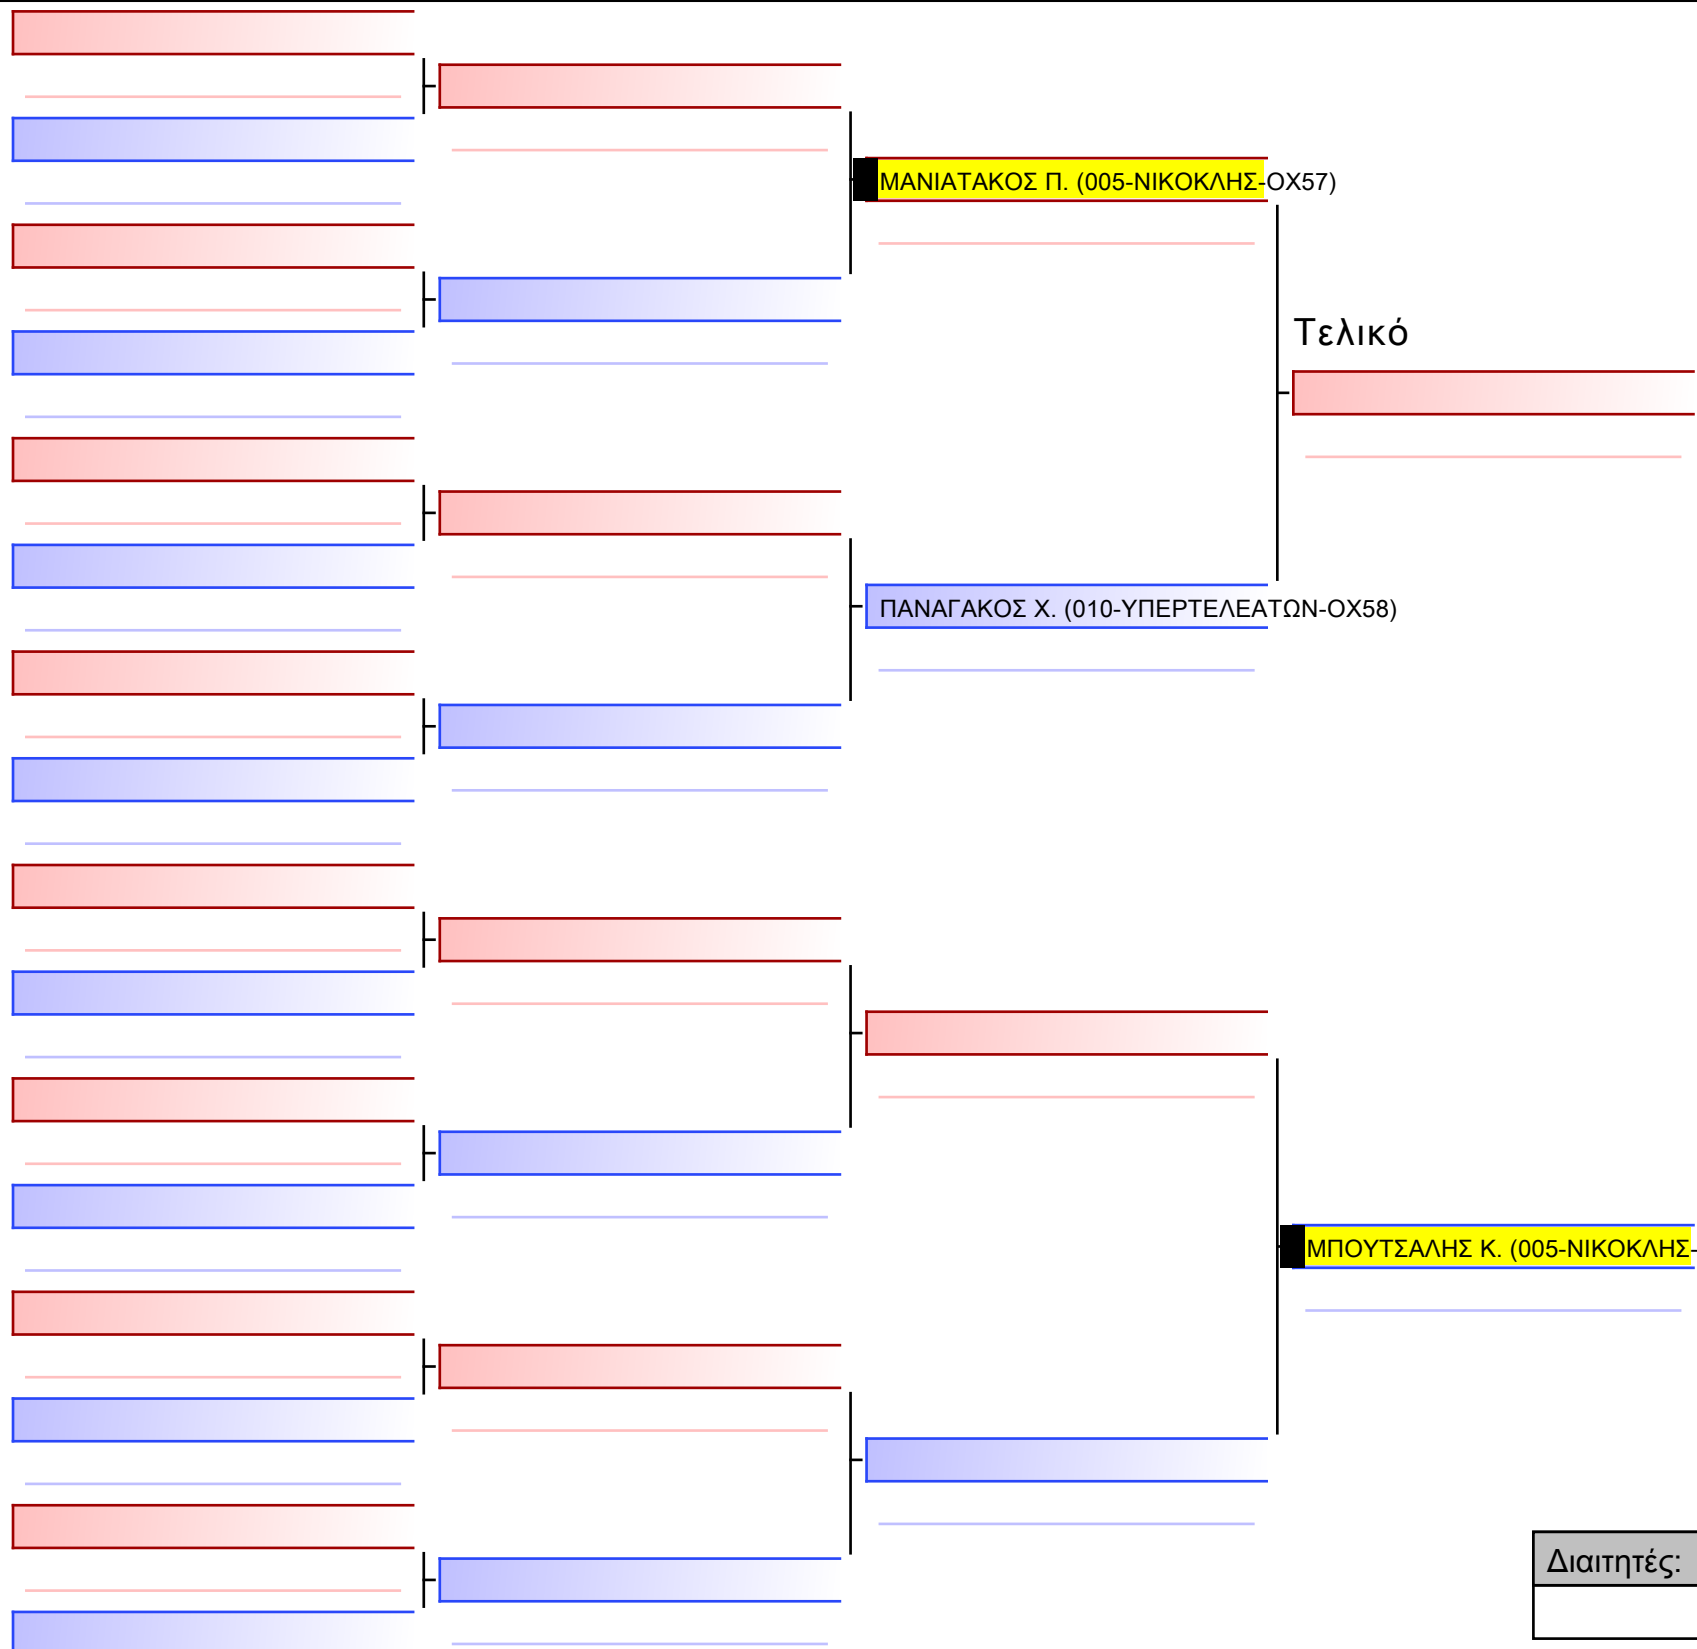 ΜΑΝΙΑΤΑΚΟΣ Π. (005-ΝΙΚΟΚΛΗΣ-ΟΧ57)
Τελικό
ΠΑΝΑΓΑΚΟΣ Χ. (010-ΥΠΕΡΤΕΛΕΑΤΩΝ-ΟΧ58)
ΜΠΟΥΤΣΑΛΗΣ Κ. (005-ΝΙΚΟΚΛΗΣ-
Διαιτητές: